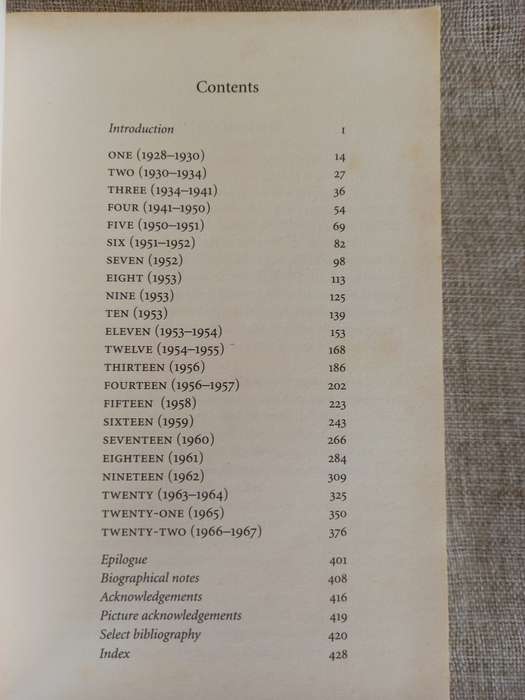 Contents
Introduction 1
ONE (1928–1930) 14
TWO (1930–1934) 27
THREE (1934–1941) 36
FOUR (1941–1950) 54
FIVE (1950–1951) 69
SIX (1951–1952) 82
SEVEN (1952) 98
EIGHT (1953) 113
NINE (1953) 125
TEN (1953) 139
ELEVEN (1953–1954) 153
TWELVE (1954–1955) 168
THIRTEEN (1956) 186
FOURTEEN (1956–1957) 202
FIFTEEN (1958) 223
SIXTEEN (1959) 243
SEVENTEEN (1960) 266
EIGHTEEN (1961) 284
NINETEEN (1962) 309
TWENTY (1963–1964) 325
TWENTY-ONE (1965) 350
TWENTY-TWO (1966–1967) 376
Epilogue 401
Biographical notes 408
Acknowledgements 416
Picture acknowledgements 419
Select bibliography 420
Index 428